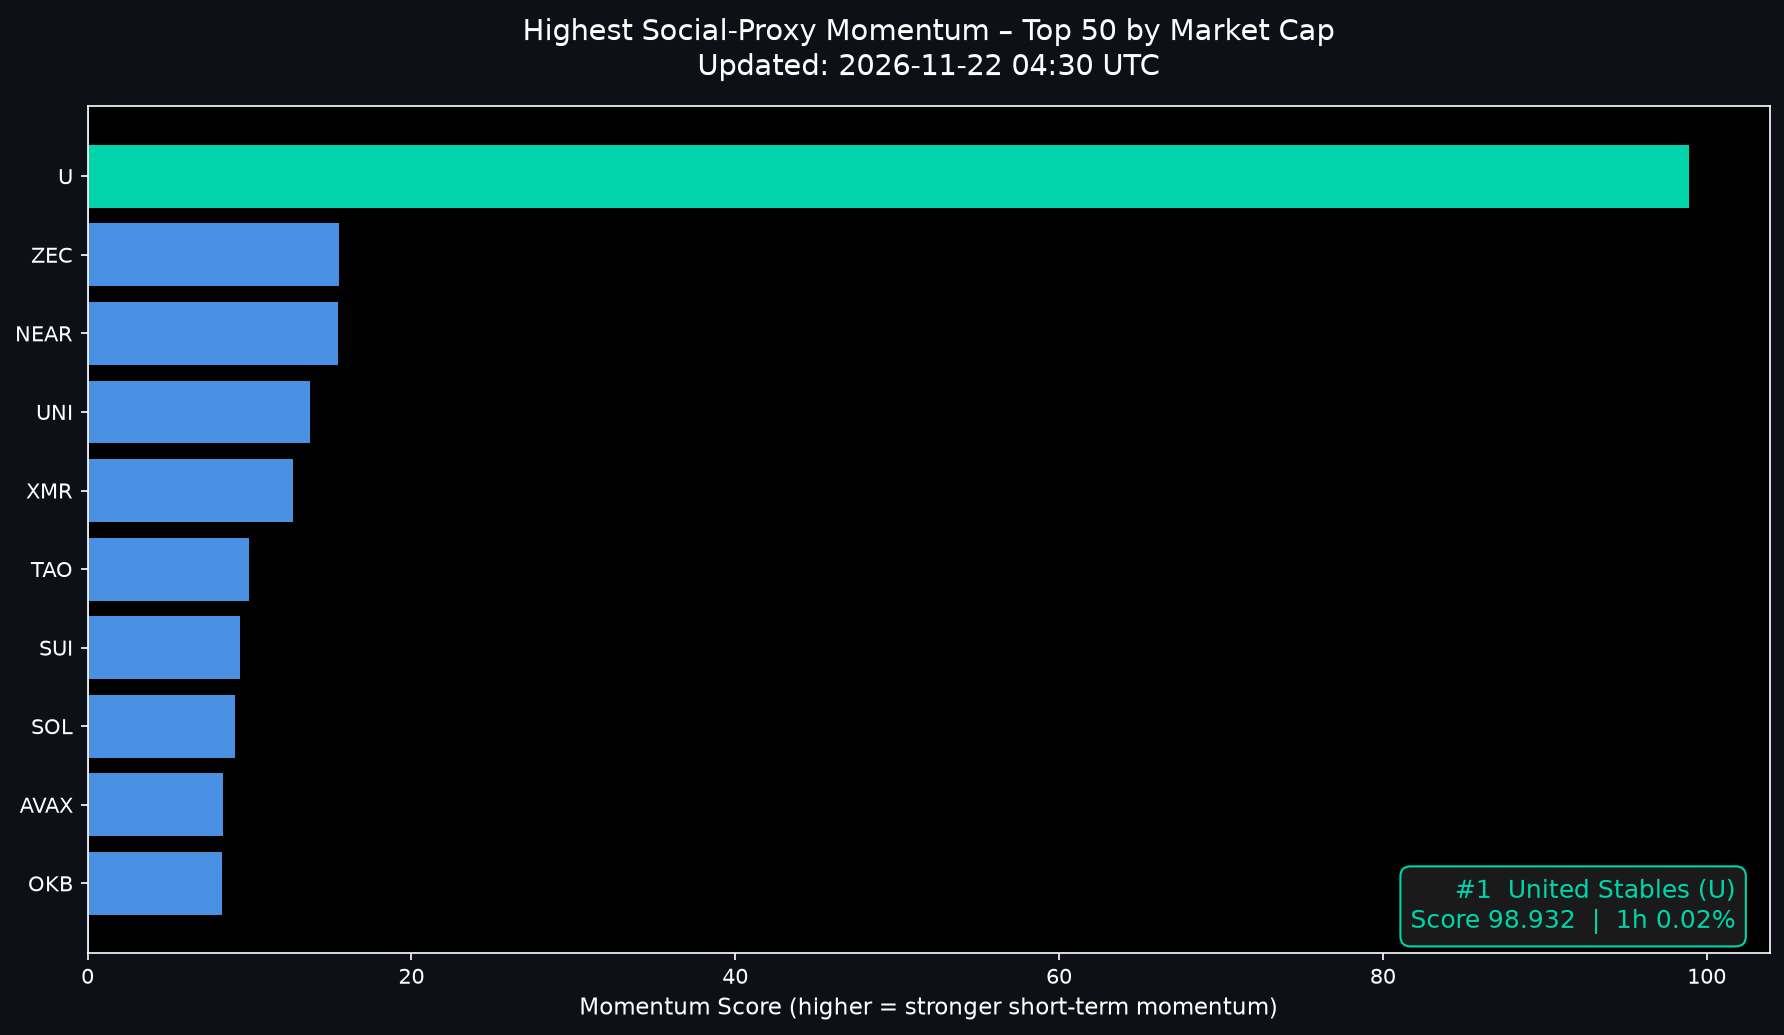 Highest Social-Proxy Momentum – Top 50 by Market Cap
Updated: 2026-11-22 04:30 UTC
U
ZEC
NEAR
UNI
XMR
TAO
SUI
SOL
AVAX
OKB
#1  United Stables (U)
Score 98.932  |  1h 0.02%
0 20 40 60 80 100
Momentum Score (higher = stronger short-term momentum)